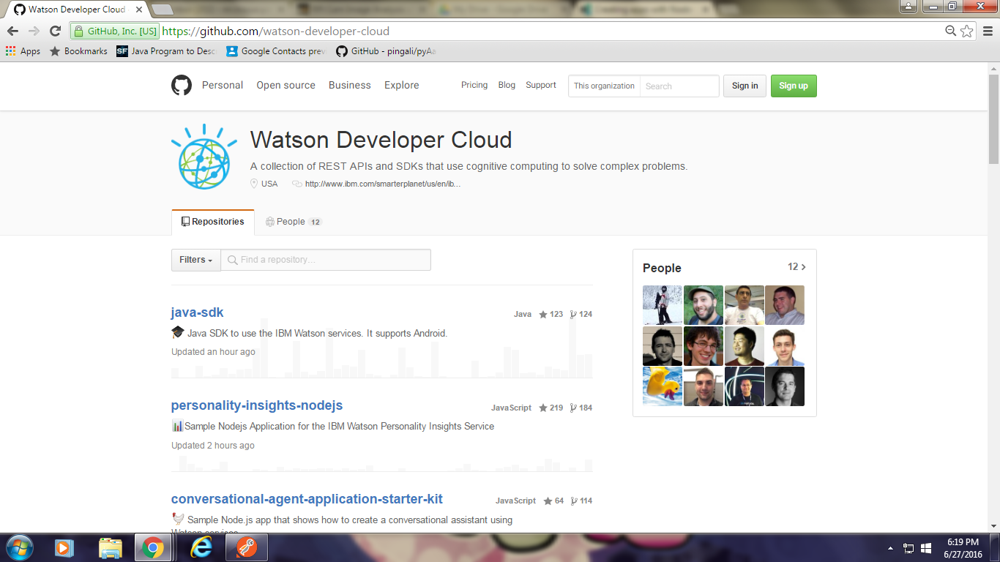 Watson Developer Cloud
GitHub, Inc. [US] https://github.com/watson-developer-cloud
Apps Bookmarks SF Java Program to Desc Google Contacts prev GitHub - pingali/pyAa
Personal Open source Business Explore Pricing Blog Support This organization Search Sign in Sign up
Watson Developer Cloud
A collection of REST APIs and SDKs that use cognitive computing to solve complex problems.
USA http://www.ibm.com/smarterplanet/us/en/ib...
Repositories People 12
Filters Find a repository...
People 12
java-sdk Java 123 124
Java SDK to use the IBM Watson services. It supports Android.
Updated an hour ago
personality-insights-nodejs JavaScript 219 184
Sample Nodejs Application for the IBM Watson Personality Insights Service
Updated 2 hours ago
conversational-agent-application-starter-kit JavaScript 64 114
Sample Node.js app that shows how to create a conversational assistant using
Watson services
6:19 PM
6/27/2016